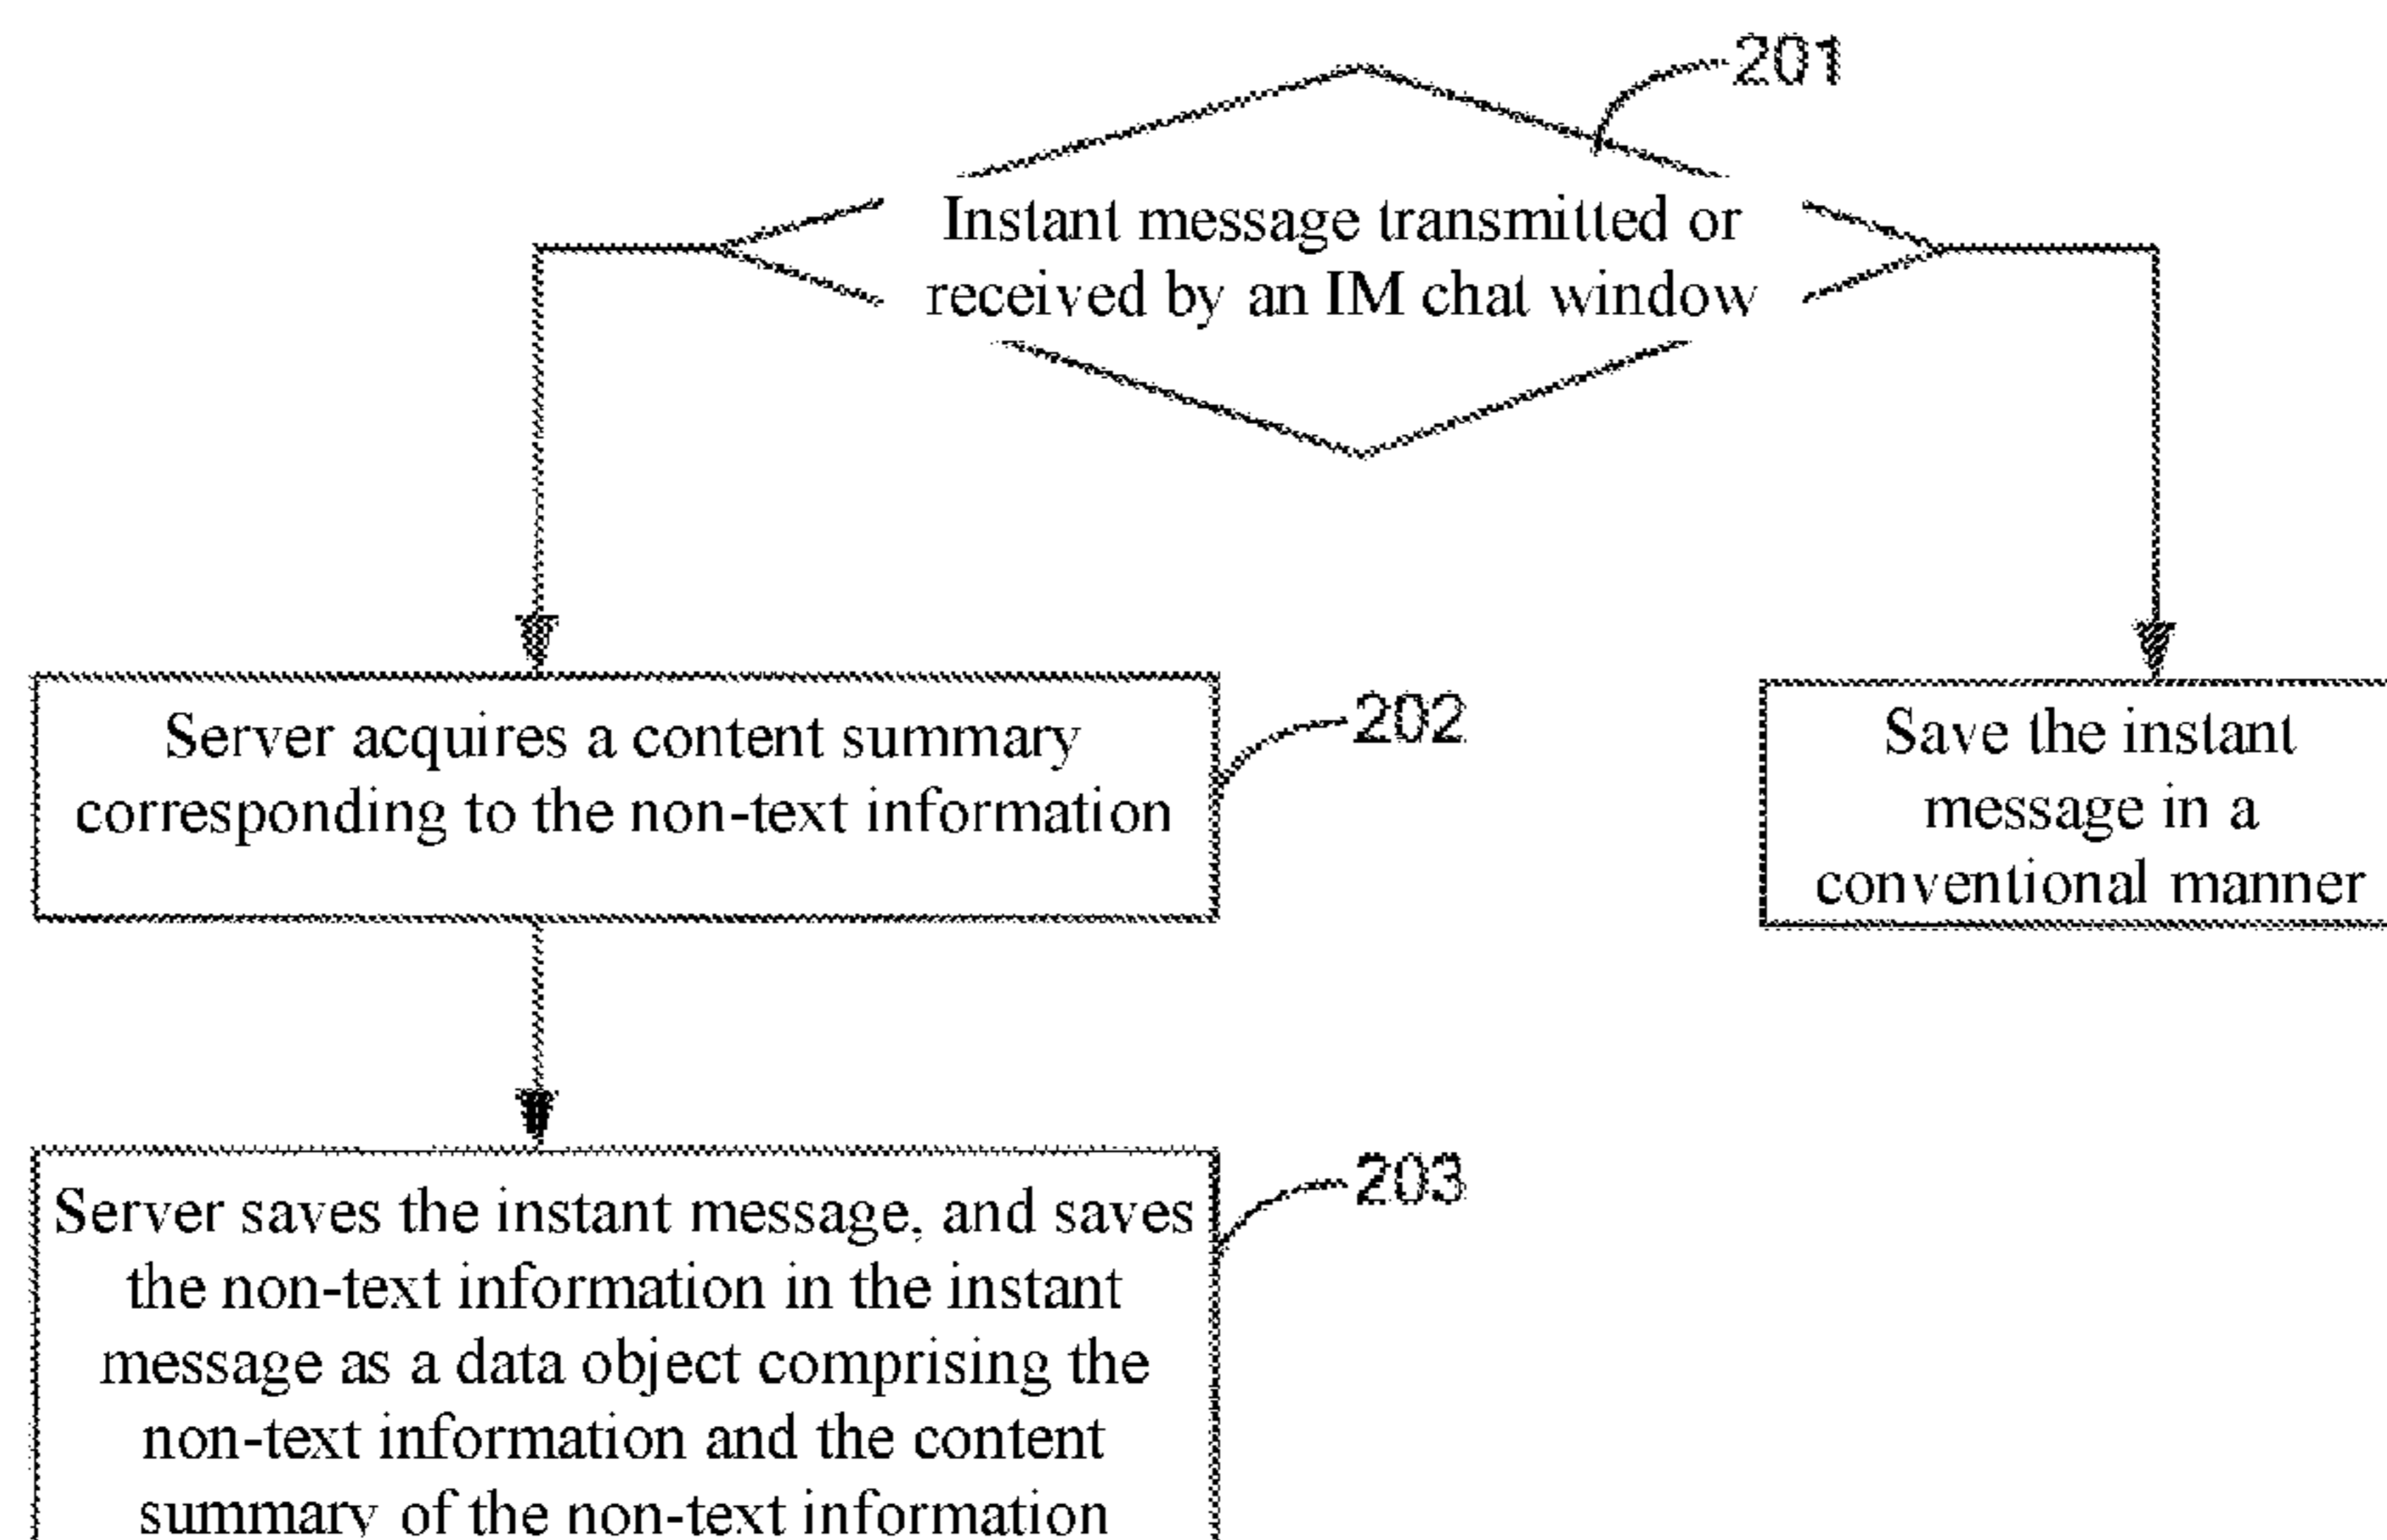 201
Instant message transmitted or
received by an IM chat window
Server acquires a content summary
corresponding to the non-text information
202
Save the instant
message in a
conventional manner
Server saves the instant message, and saves
the non-text information in the instant
message as a data object comprising the
non-text information and the content
summary of the non-text information
203